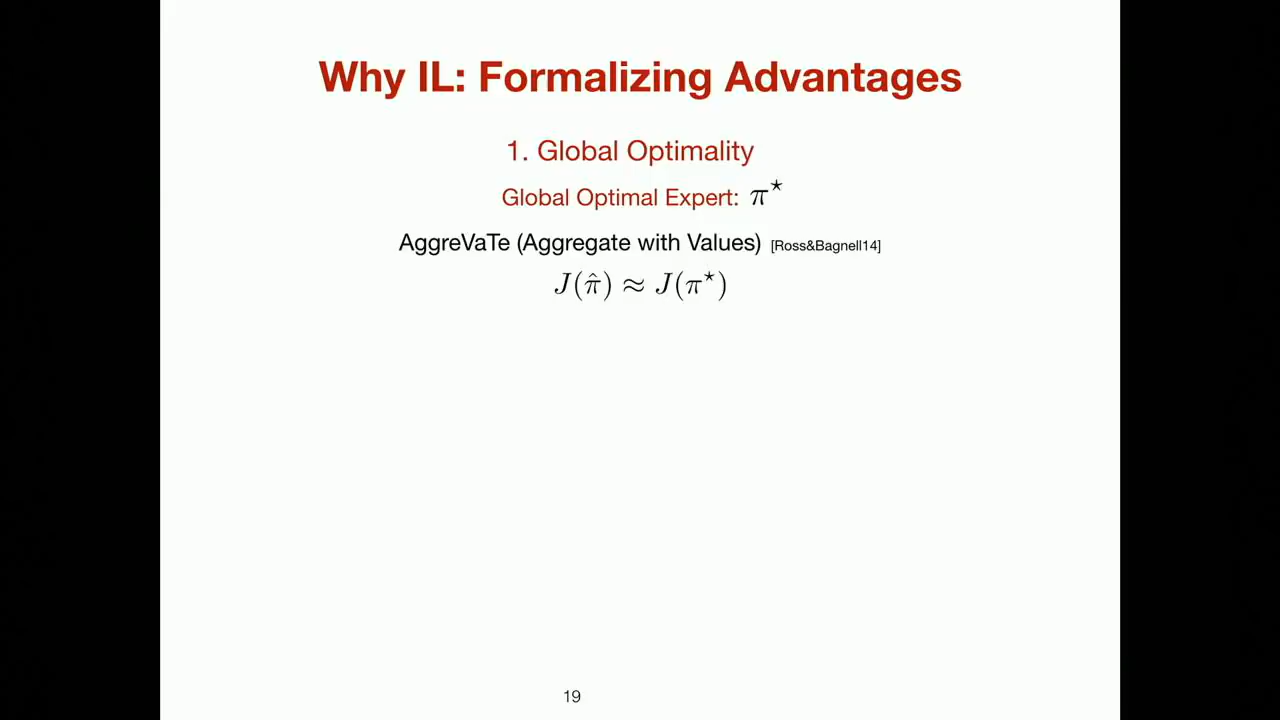 Why IL: Formalizing Advantages
1. Global Optimality
Global Optimal Expert: π*
AggreVaTe (Aggregate with Values) [Ross&Bagnell14]
J(π̂) ≈ J(π*)
19